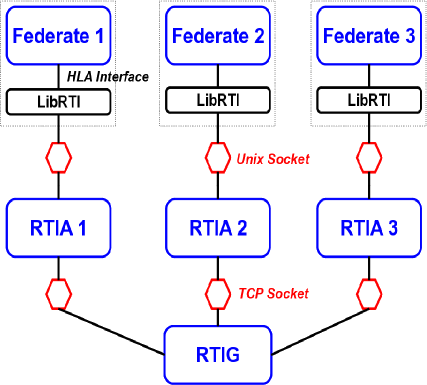 Federate 1
Federate 2
Federate 3
HLA Interface
LibRTI
LibRTI
LibRTI
Unix Socket
RTIA 1
RTIA 2
RTIA 3
TCP Socket
RTIG